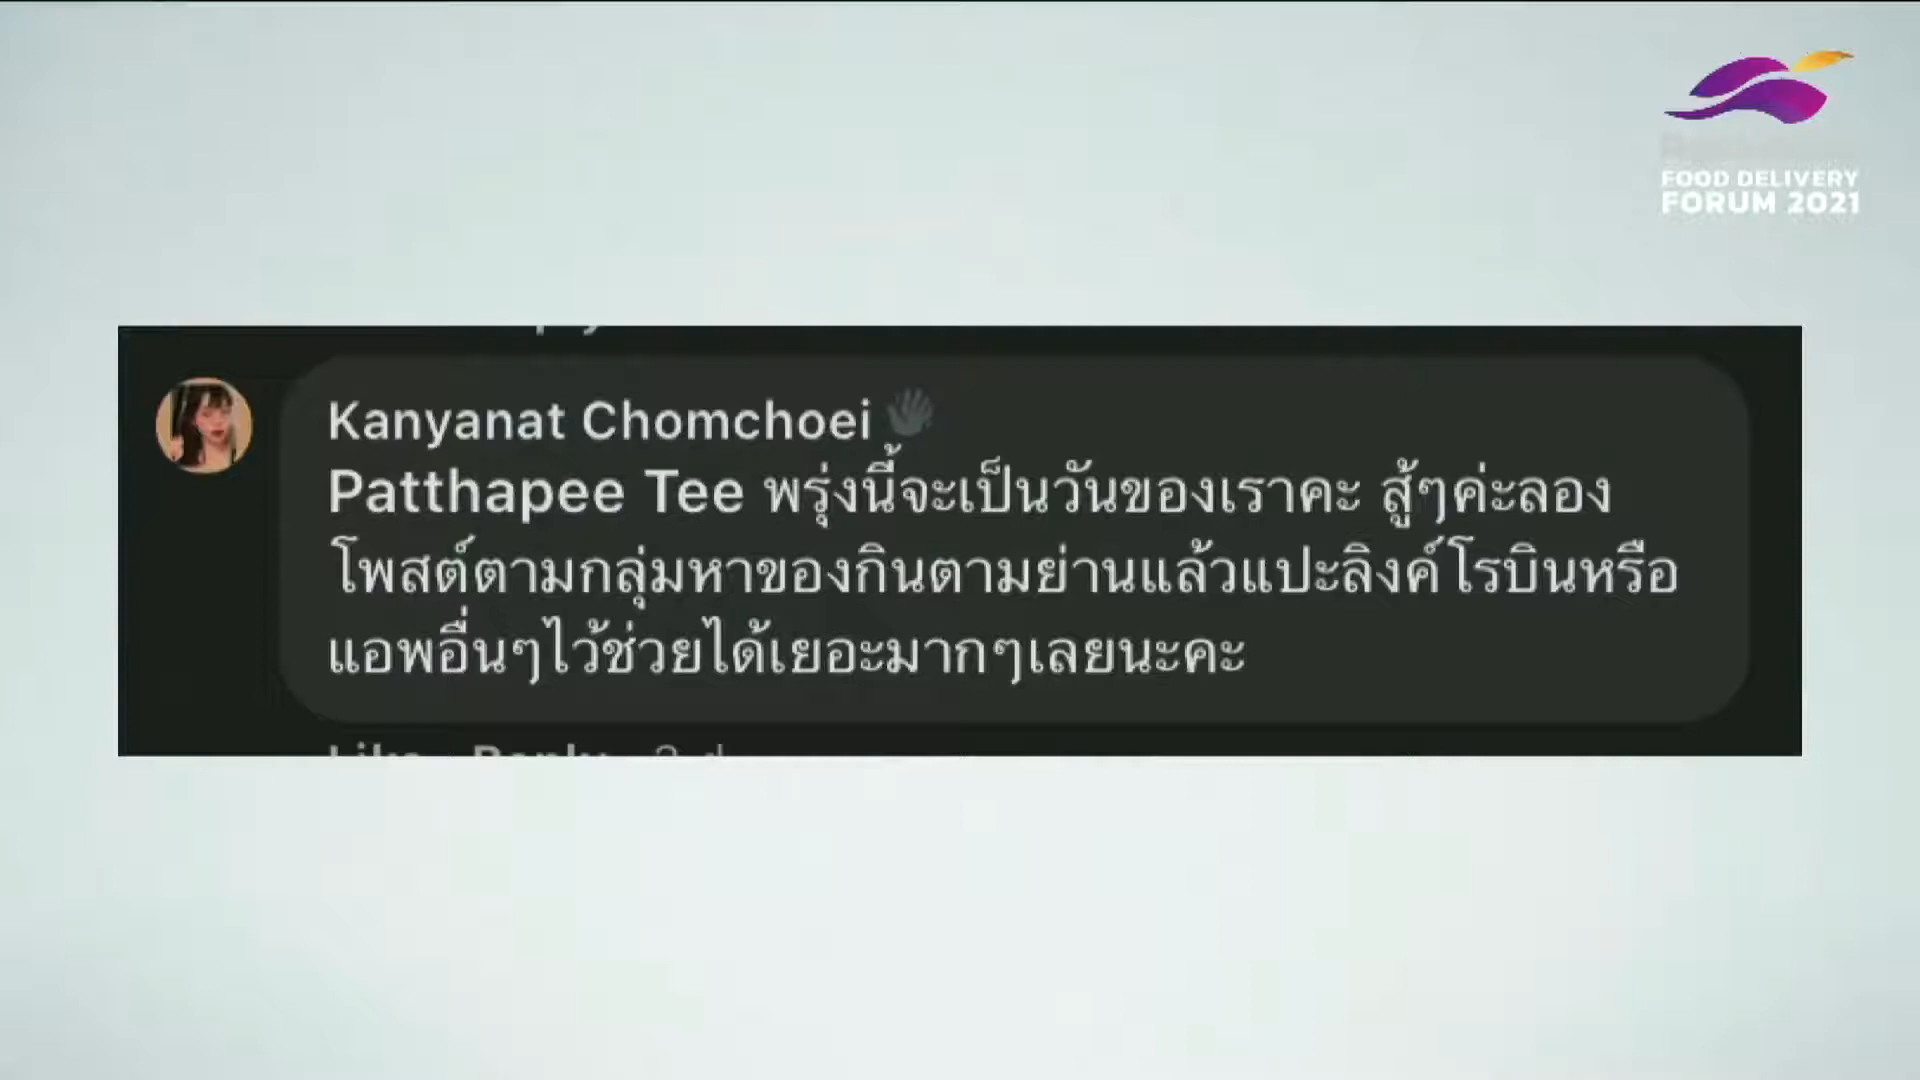 FOOD DELIVERY
FORUM 2021
Kanyanat Chomchoei
Patthapee Tee พรุ่งนี้จะเป็นวันของเราคะ สู้ๆค่ะลอง
โพสต์ตามกลุ่มหาของกินตามย่านแล้วแปะลิงค์โรบินหรือ
แอพอื่นๆไว้ช่วยได้เยอะมากๆเลยนะคะ
Like Reply